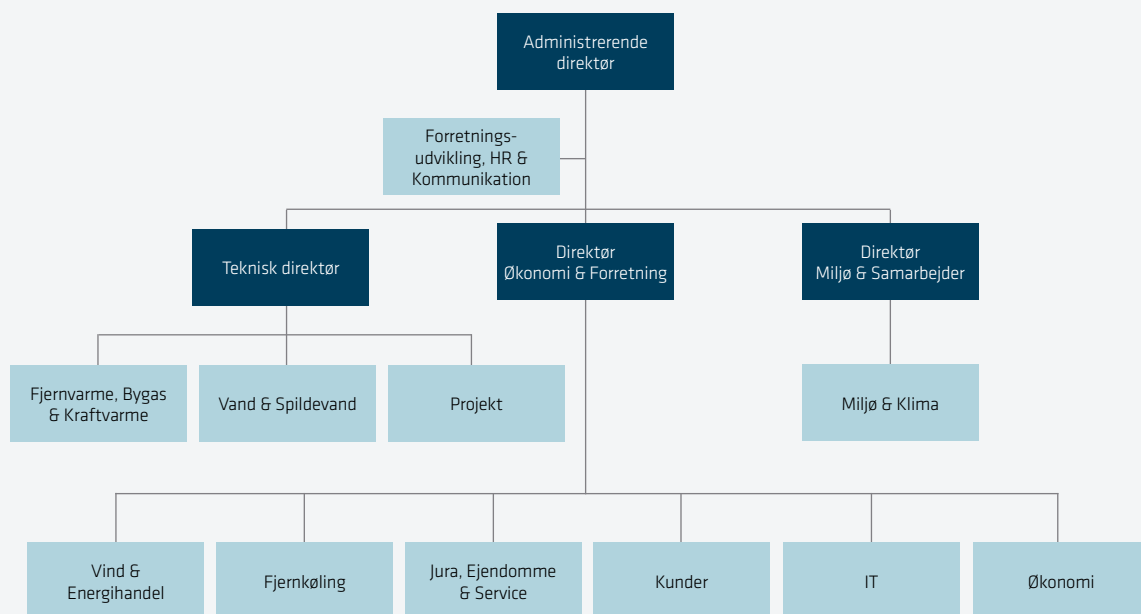 Administrerende
direktør
Forretnings-
udvikling, HR &
Kommunikation
Teknisk direktør
Direktør
Økonomi & Forretning
Direktør
Miljø & Samarbejder
Fjernvarme, Bygas
& Kraftvarme
Vand & Spildevand
Projekt
Miljø & Klima
Vind &
Energihandel
Fjernkøling
Jura, Ejendomme
& Service
Kunder
IT
Økonomi